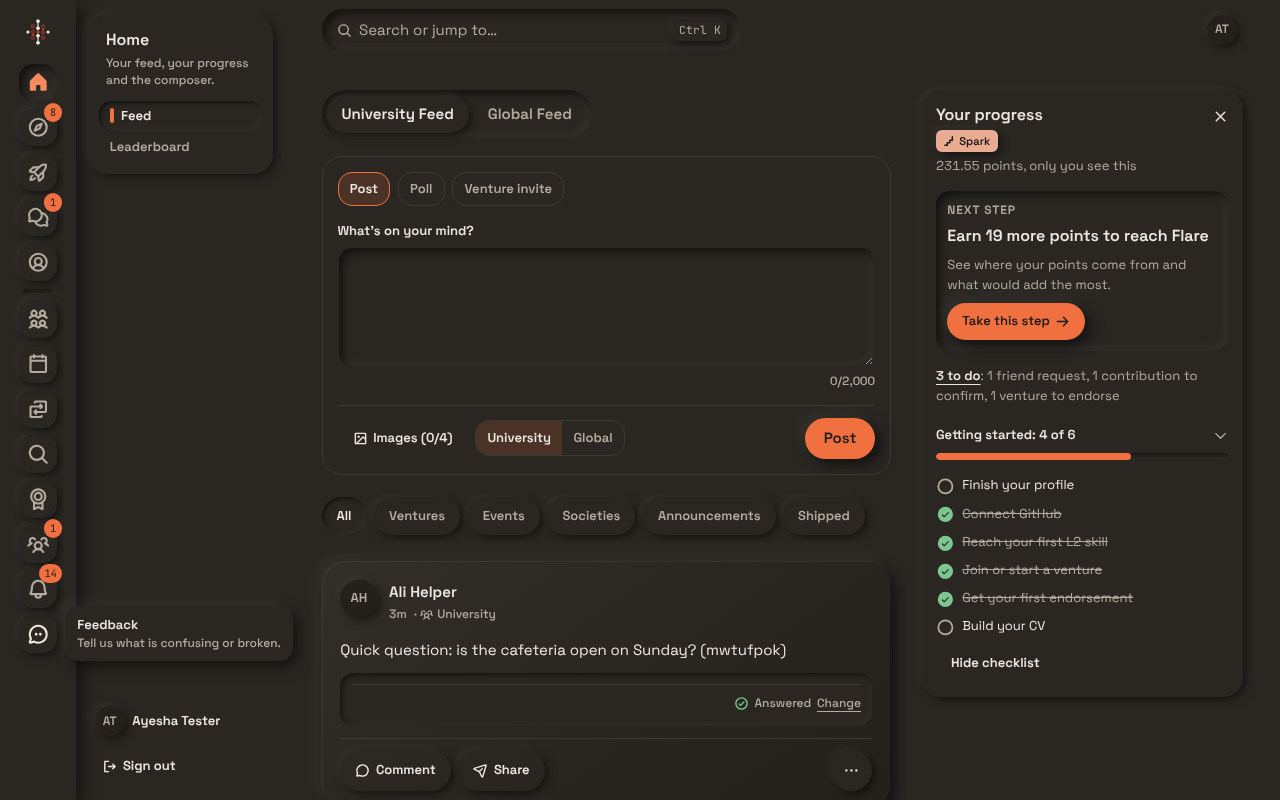 Home
Your feed, your progress
and the composer.
Feed
Leaderboard
8
1
1
14
Feedback
Tell us what is confusing or broken.
AT Ayesha Tester
Sign out
Search or jump to… Ctrl K
AT
University Feed Global Feed
Post Poll Venture invite
What's on your mind?
0/2,000
Images (0/4) University Global Post
All Ventures Events Societies Announcements Shipped
AH Ali Helper
3m · University
Quick question: is the cafeteria open on Sunday? (mwtufpok)
Answered Change
Comment Share
Your progress
Spark
231.55 points, only you see this
NEXT STEP
Earn 19 more points to reach Flare
See where your points come from and
what would add the most.
Take this step →
3 to do: 1 friend request, 1 contribution to
confirm, 1 venture to endorse
Getting started: 4 of 6
Finish your profile
Connect GitHub
Reach your first L2 skill
Join or start a venture
Get your first endorsement
Build your CV
Hide checklist